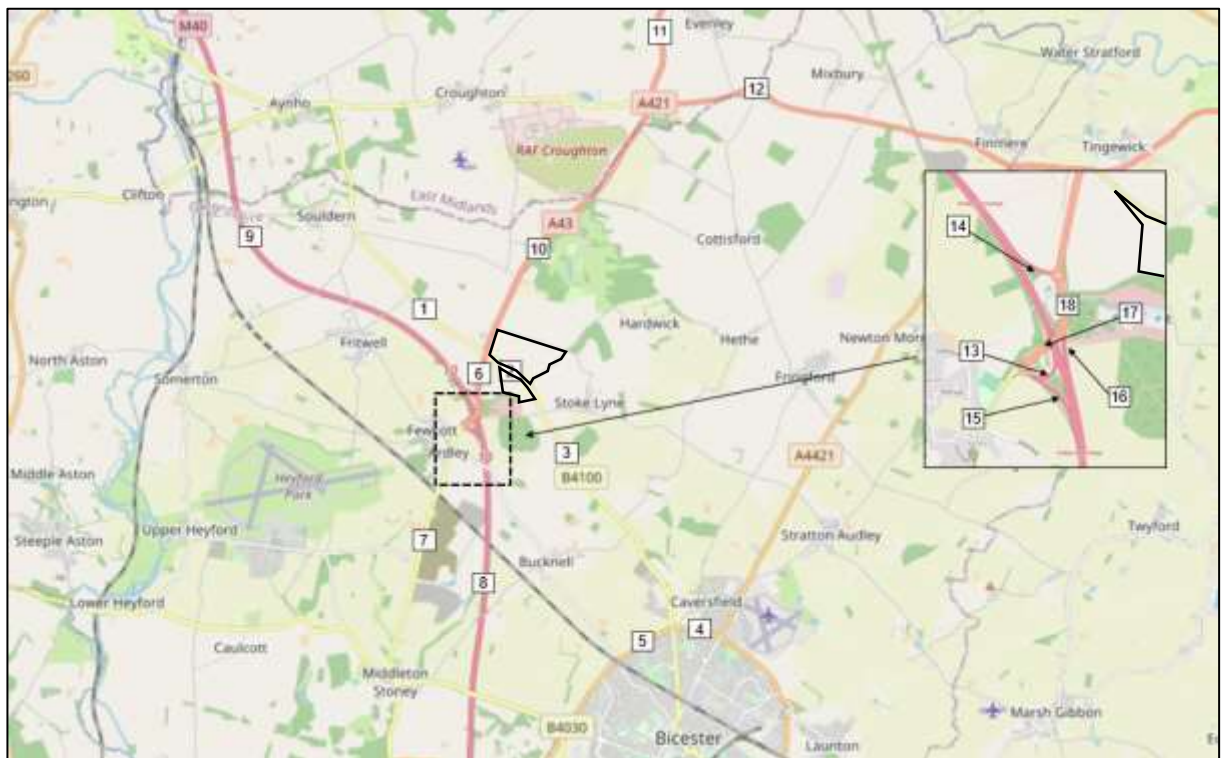 M40
11
Evenley
Water Stratford
Mixbury
Aynho
Croughton
A421
12
RAF Croughton
Finmere
Tingewick
Clifton
East Midlands
Souldern
A43
9
Cottisford
10
14
1
18
17
Hardwick
Fritwell
Hethe
Newton
13
North Aston
6
Somerton
Fringford
16
Stoke Lyne
15
Fewcott
Ardley
3
A4421
Middle Aston
Heyford
Park
B4100
Upper Heyford
Twyford
Steeple Aston
7
Stratton Audley
Bucknell
8
Lower Heyford
Caversfield
4
5
Caulcott
Middleton
Stoney
Marsh Gibbon
B4030
Bicester
Launton